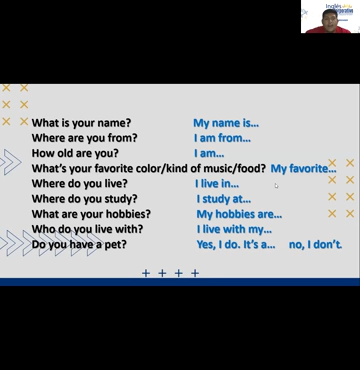 Inglés
What is your name? My name is...
Where are you from? I am from...
How old are you? I am...
What's your favorite color/kind of music/food? My favorite...
Where do you live? I live in...
Where do you study? I study at...
What are your hobbies? My hobbies are...
Who do you live with? I live with my...
Do you have a pet? Yes, I do. It's a... no, I don't.